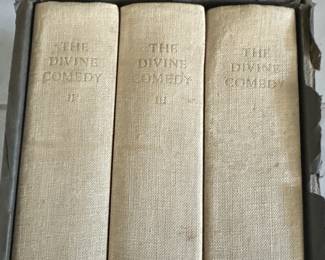 THE
DIVINE
COMEDY
II
THE
DIVINE
COMEDY
III
THE
DIVINE
COMEDY
I